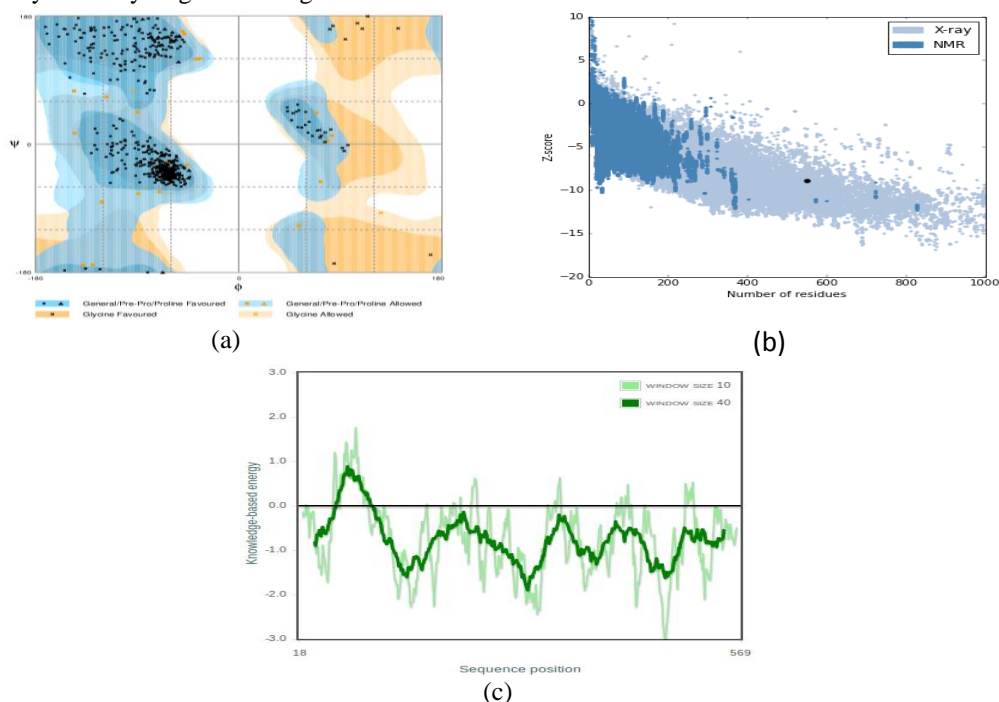 180
ψ
0
-180
-180
0
180
ϕ
General/Pre-Pro/Proline Favoured
General/Pre-Pro/Proline Allowed
Glycine Favoured
Glycine Allowed
(a)
10
5
0
−5
−10
−15
−20
Z-score
X-ray
NMR
0
200
400
600
800
1000
Number of residues
(b)
3.0
2.0
1.0
0.0
-1.0
-2.0
-3.0
Knowledge-based energy
WINDOW SIZE 10
WINDOW SIZE 40
18
569
Sequence position
(c)